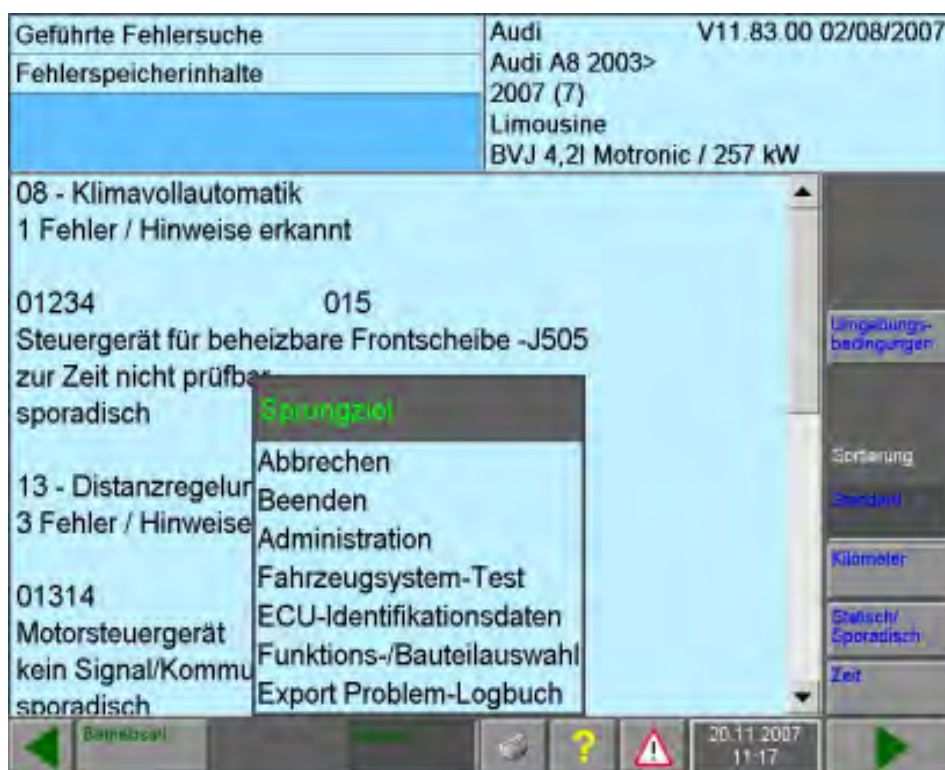 Geführte Fehlersuche
Fehlerspeicherinhalte
Audi V11.83.00 02/08/2007
Audi A8 2003>
2007 (7)
Limousine
BVJ 4,2l Motronic / 257 kW
08 - Klimavollautomatik
1 Fehler / Hinweise erkannt
01234 015
Steuergerät für beheizbare Frontscheibe -J505
zur Zeit nicht prüfbar
sporadisch
13 - Distanzregelun
3 Fehler / Hinweise
01314
Motorsteuergerät
kein Signal/Kommu
sporadisch
Sprungziel
Abbrechen
Beenden
Administration
Fahrzeugsystem-Test
ECU-Identifikationsdaten
Funktions-/Bauteilauswahl
Export Problem-Logbuch
Umgebungs-
bedingungen
Sortierung
Standard
Kilometer
Statisch/
Sporadisch
Zeit
Betriebsart
20.11.2007
11:17